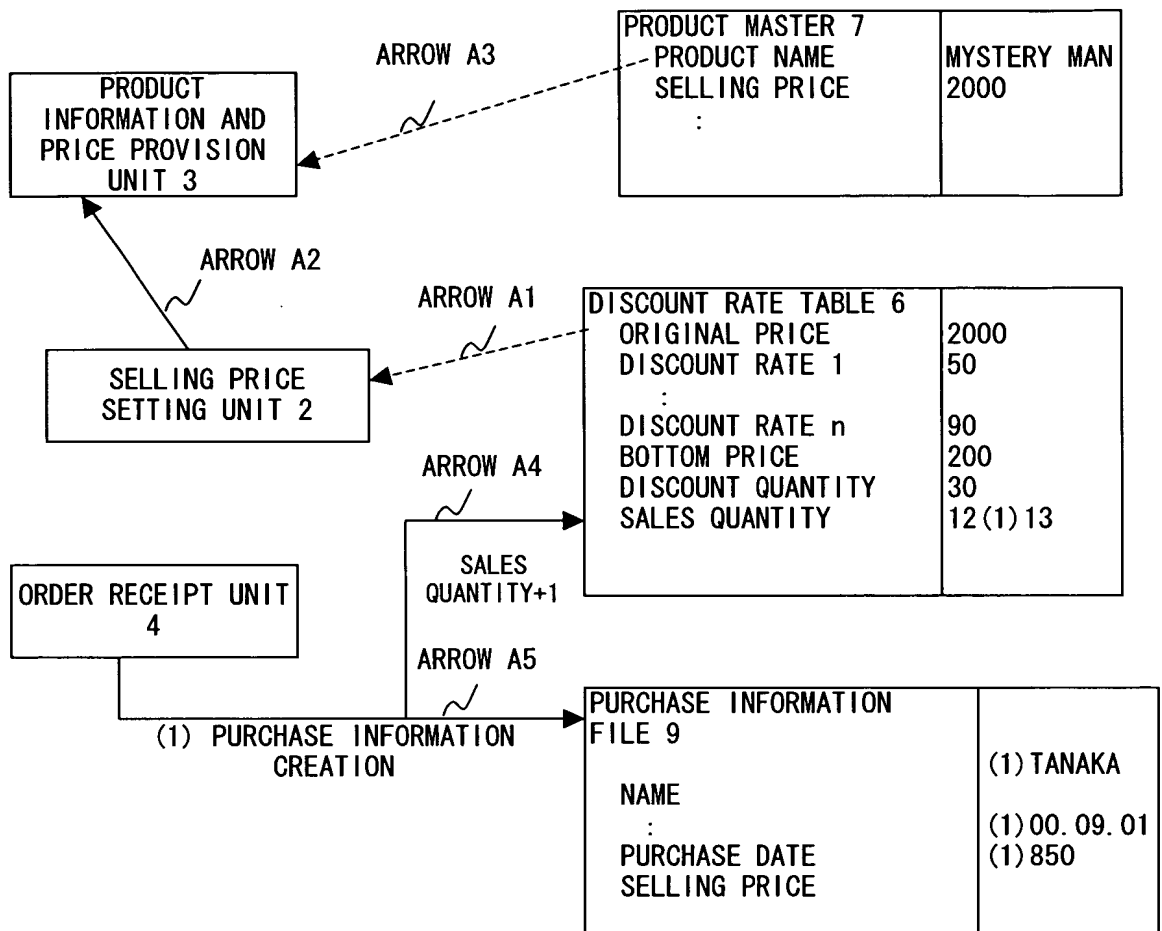 PRODUCT
INFORMATION AND
PRICE PROVISION
UNIT 3
ARROW A3
PRODUCT MASTER 7
PRODUCT NAME MYSTERY MAN
SELLING PRICE 2000
:
ARROW A2
SELLING PRICE
SETTING UNIT 2
ARROW A1
DISCOUNT RATE TABLE 6
ORIGINAL PRICE 2000
DISCOUNT RATE 1 50
:
DISCOUNT RATE n 90
BOTTOM PRICE 200
DISCOUNT QUANTITY 30
SALES QUANTITY 12(1)13
ARROW A4
SALES
QUANTITY+1
ORDER RECEIPT UNIT
4
ARROW A5
(1) PURCHASE INFORMATION
CREATION
PURCHASE INFORMATION
FILE 9
(1)TANAKA
NAME
:
(1)00.09.01
PURCHASE DATE (1)850
SELLING PRICE